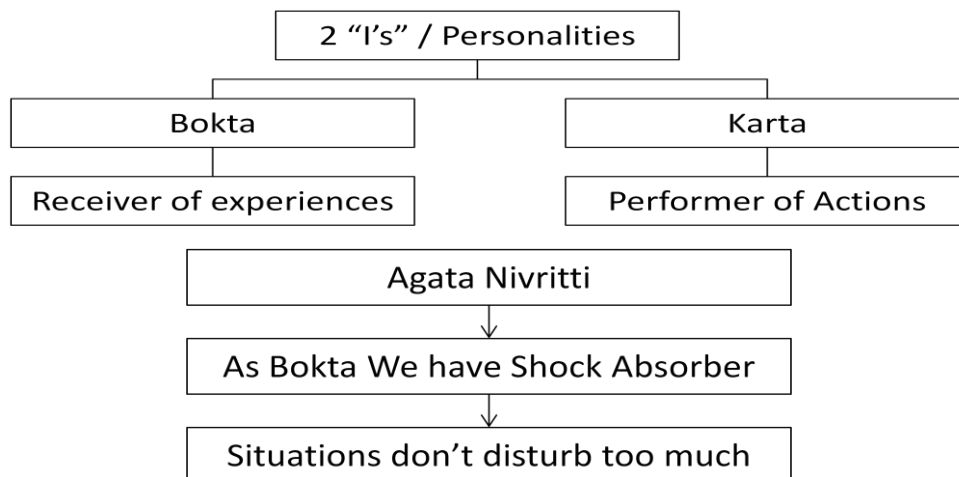 2 “I’s” / Personalities
Bokta
Karta
Receiver of experiences
Performer of Actions
Agata Nivritti
As Bokta We have Shock Absorber
Situations don’t disturb too much